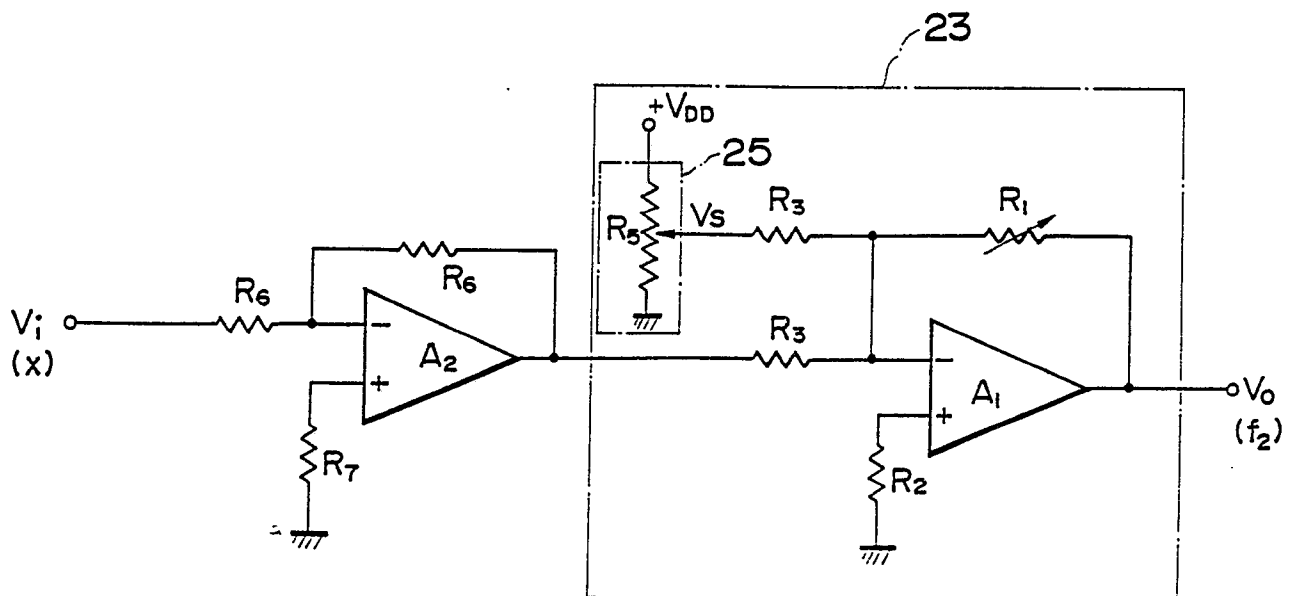 23
+VDD
25
R5
VS
R3
R1
R6
R6
Vi
(x)
A2
−
+
R3
R7
A1
−
+
R2
Vo
(f2)